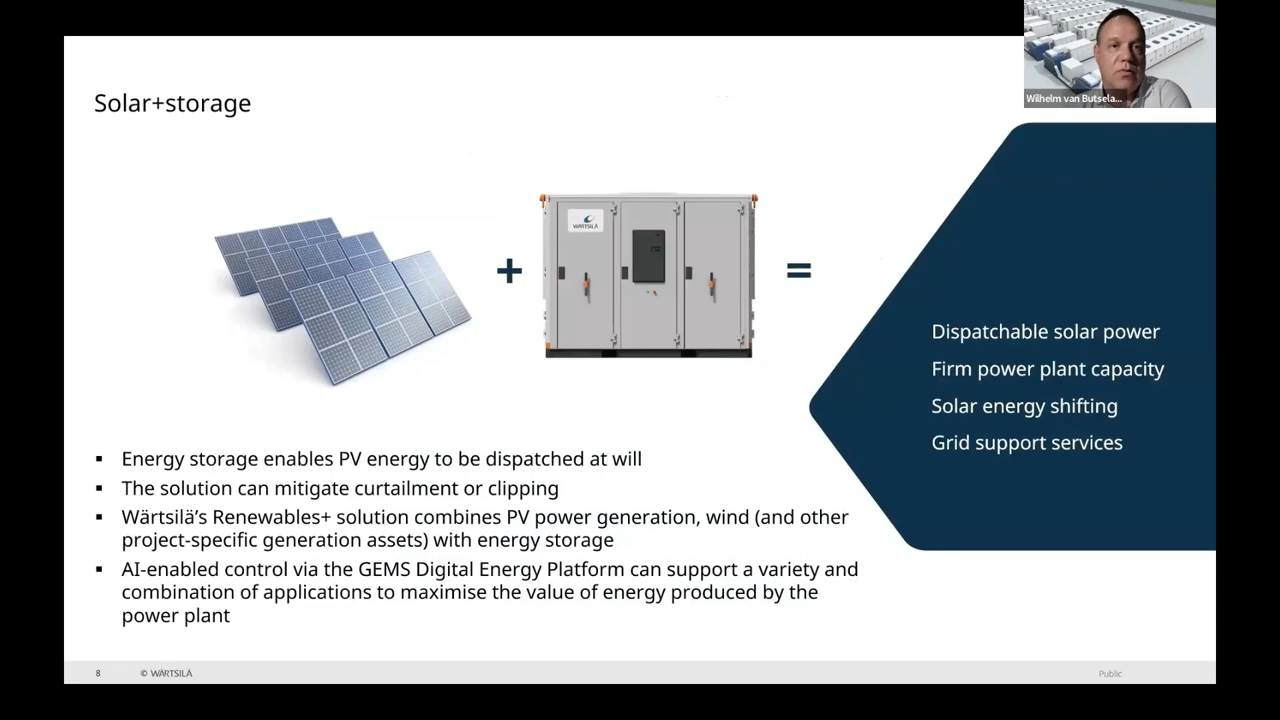 Wilhelm van Butsela...
Solar+storage
WÄRTSILÄ
+
=
Dispatchable solar power
Firm power plant capacity
Solar energy shifting
Grid support services
▪ Energy storage enables PV energy to be dispatched at will
▪ The solution can mitigate curtailment or clipping
▪ Wärtsilä’s Renewables+ solution combines PV power generation, wind (and other
project-specific generation assets) with energy storage
▪ AI-enabled control via the GEMS Digital Energy Platform can support a variety and
combination of applications to maximise the value of energy produced by the
power plant
8 © WÄRTSILÄ Public